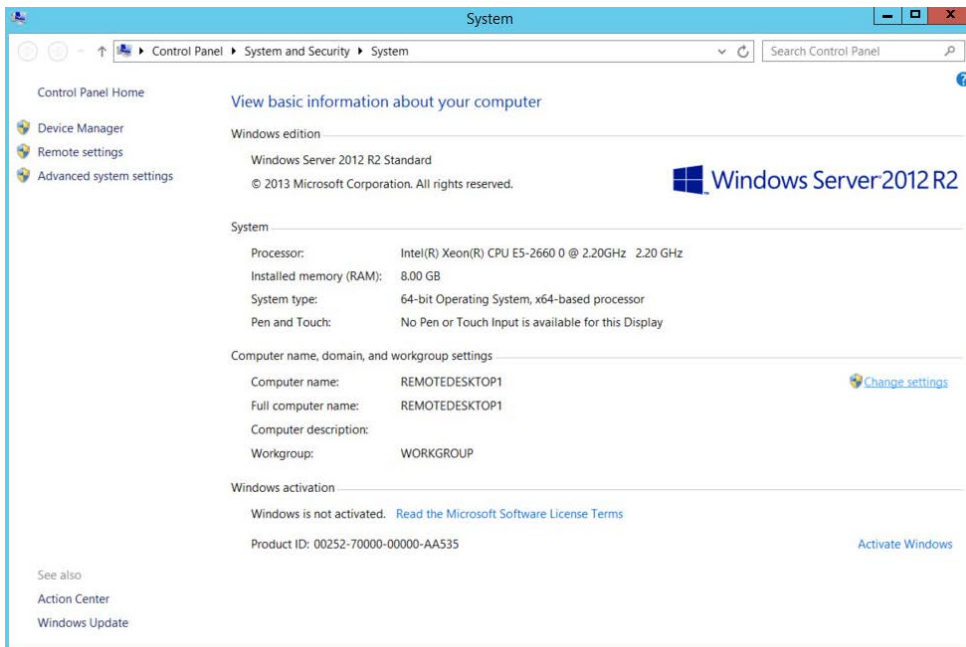 System
Control Panel ▸ System and Security ▸ System
Search Control Panel
Control Panel Home
Device Manager
Remote settings
Advanced system settings
View basic information about your computer
Windows edition
Windows Server 2012 R2 Standard
© 2013 Microsoft Corporation. All rights reserved.
Windows Server 2012 R2
System
Processor: Intel(R) Xeon(R) CPU E5-2660 0 @ 2.20GHz 2.20 GHz
Installed memory (RAM): 8.00 GB
System type: 64-bit Operating System, x64-based processor
Pen and Touch: No Pen or Touch Input is available for this Display
Computer name, domain, and workgroup settings
Computer name: REMOTEDESKTOP1
Change settings
Full computer name: REMOTEDESKTOP1
Computer description:
Workgroup: WORKGROUP
Windows activation
Windows is not activated. Read the Microsoft Software License Terms
Product ID: 00252-70000-00000-AA535
Activate Windows
See also
Action Center
Windows Update